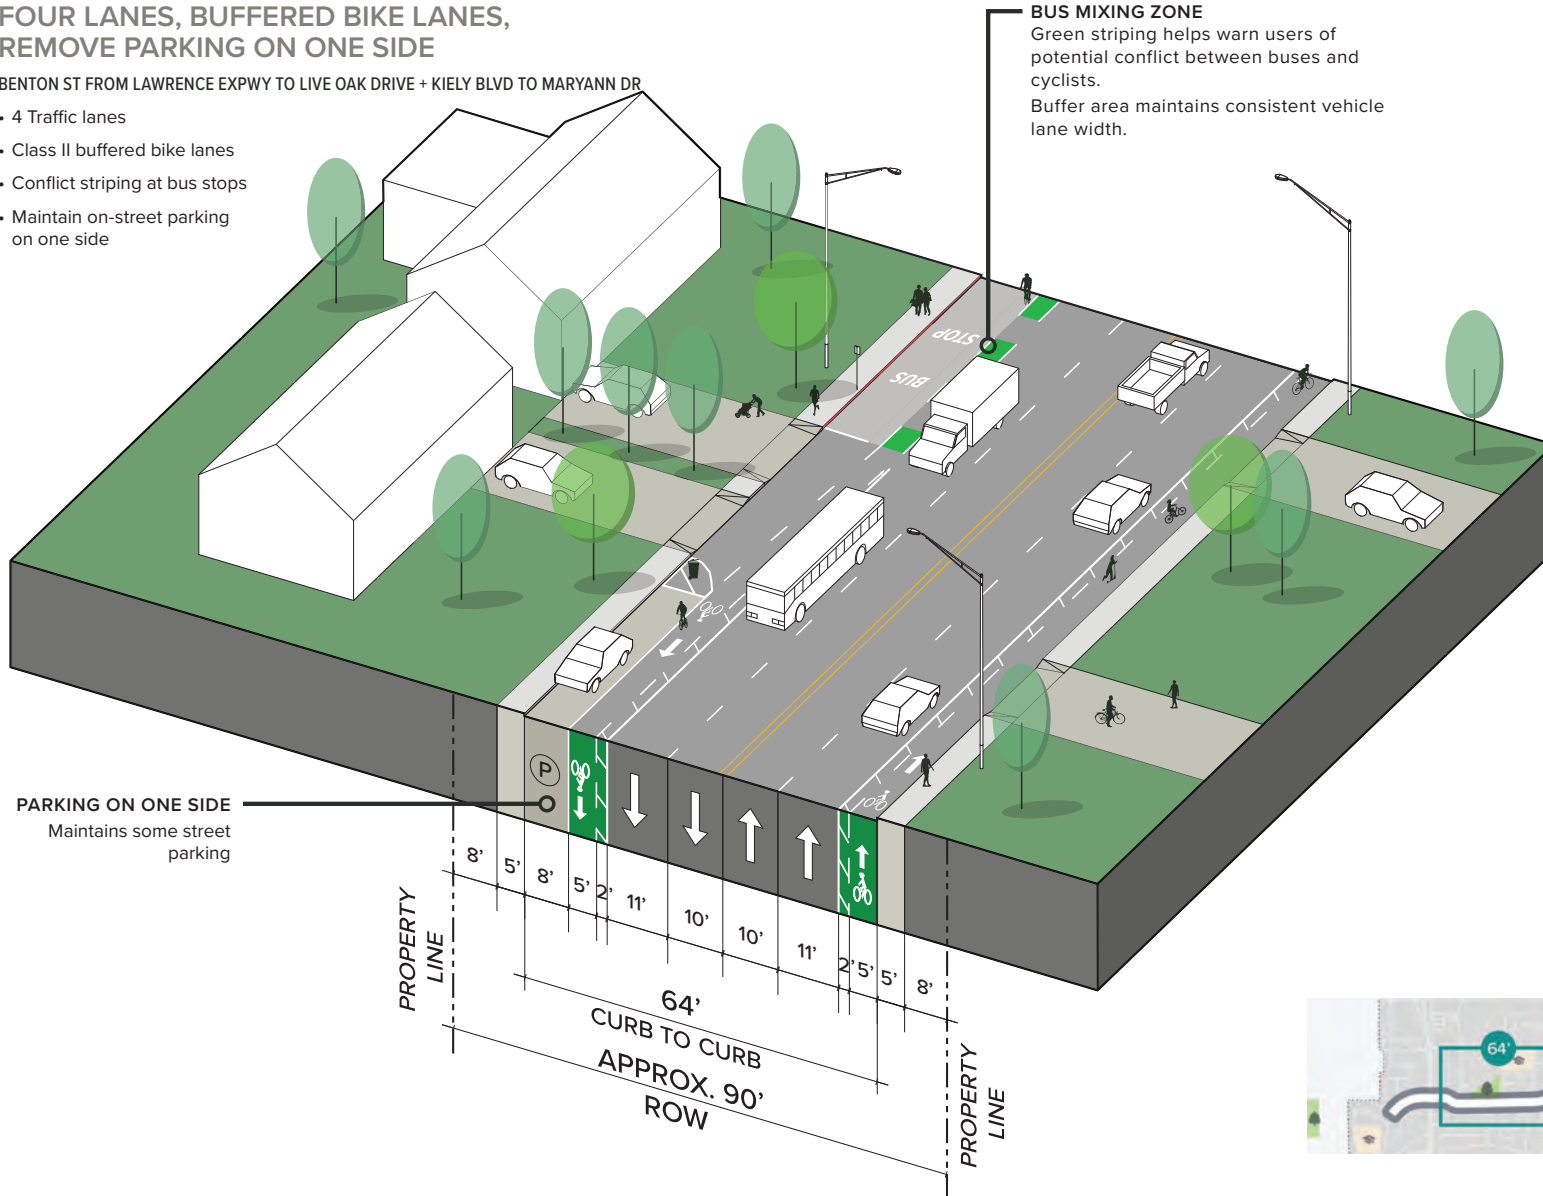 FOUR LANES, BUFFERED BIKE LANES,
REMOVE PARKING ON ONE SIDE
BENTON ST FROM LAWRENCE EXPWY TO LIVE OAK DRIVE + KIELY BLVD TO MARYANN DR
• 4 Traffic lanes
• Class II buffered bike lanes
• Conflict striping at bus stops
• Maintain on-street parking
on one side
BUS MIXING ZONE
Green striping helps warn users of
potential conflict between buses and
cyclists.
Buffer area maintains consistent vehicle
lane width.
STOP
BUS
PARKING ON ONE SIDE
Maintains some street
parking
P
8’
5’
8’
5’
2’
11’
10’
10’
11’
2’
5’
5’
8’
PROPERTY
LINE
64’
CURB TO CURB
APPROX. 90’
ROW
PROPERTY
LINE
64’